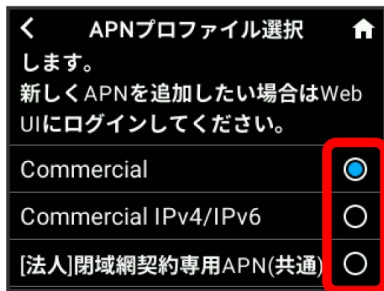 APNプロファイル選択
します。
新しくAPNを追加したい場合はWeb
UIにログインしてください。
Commercial
Commercial IPv4/IPv6
[法人]閉域網契約専用APN(共通)